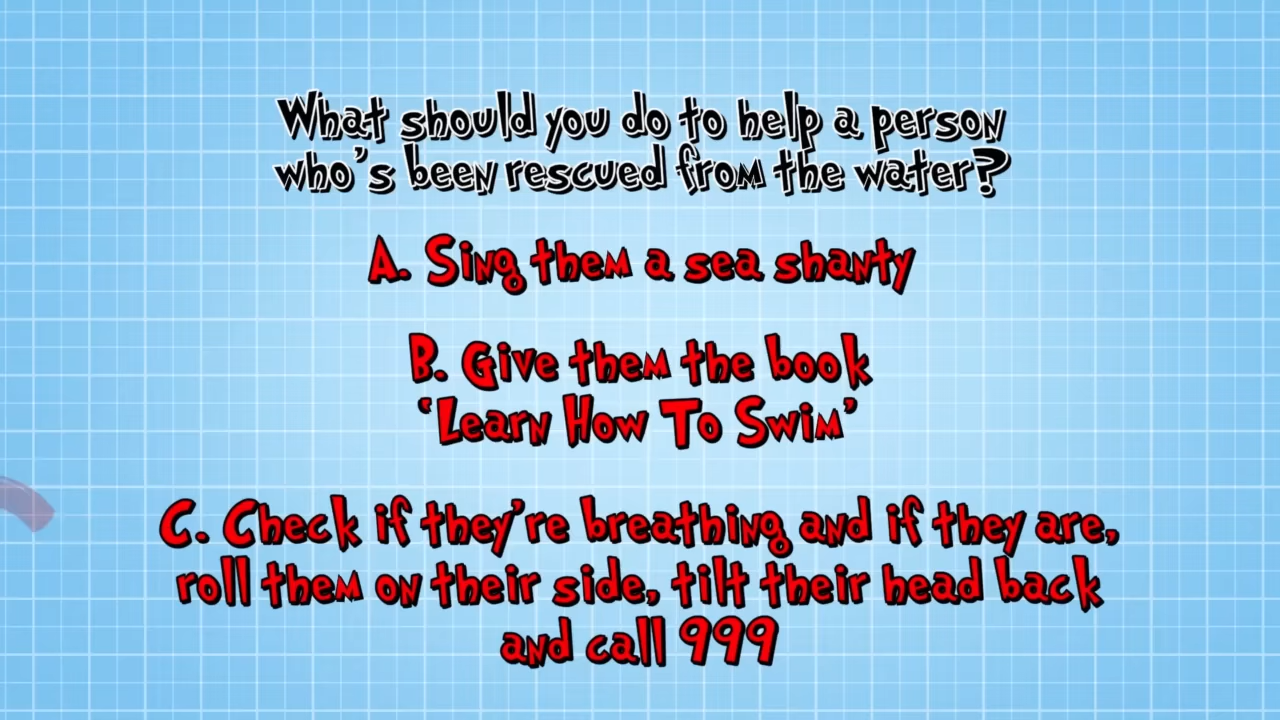 What should you do to help a person
who's been rescued from the water?
A. Sing them a sea shanty
B. Give them the book
'Learn How To Swim'
C. Check if they're breathing and if they are,
roll them on their side, tilt their head back
and call 999